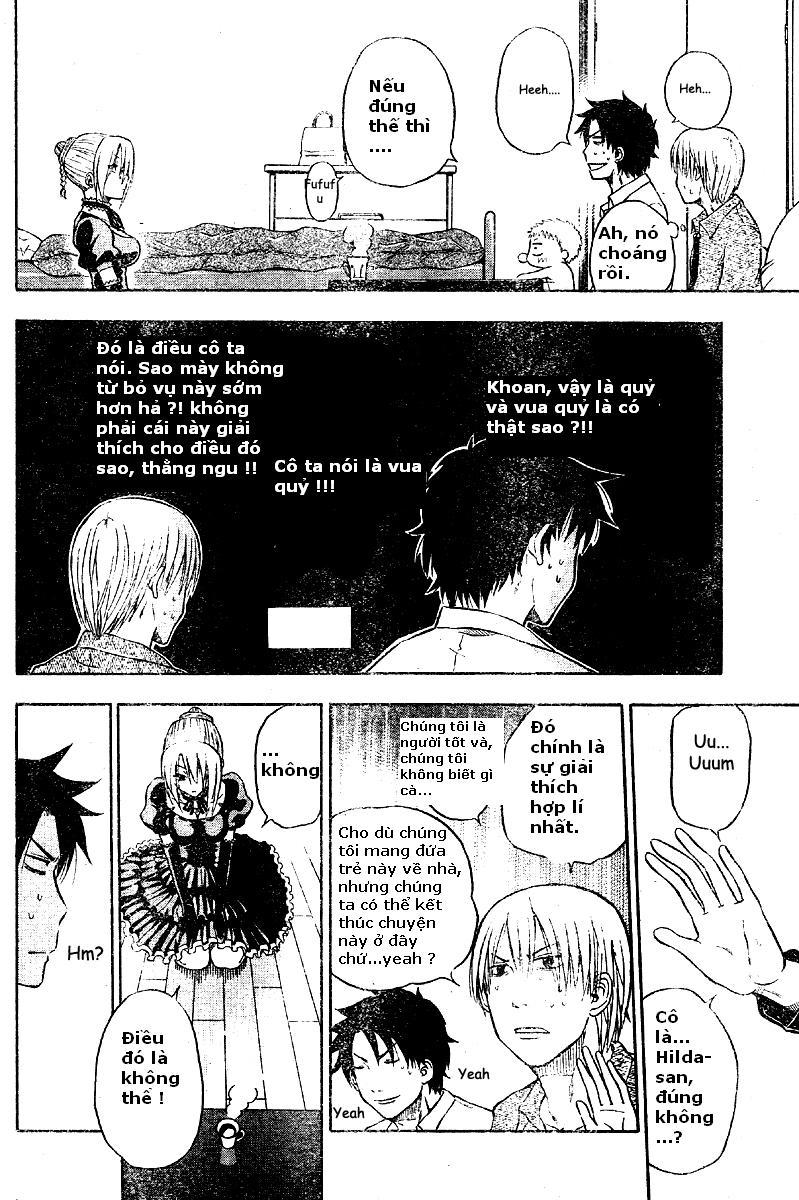 Heh...
Heeh....
Ah, nó
choáng
rồi.
Nếu
đúng
thế thì
....
Fufuf
u
Khoan, vậy là quỷ
và vua quỷ là có
thật sao ?!!
Cô ta nói là vua
quỷ !!!
Đó là điều cô ta
nói. Sao mày không
từ bỏ vụ này sớm
hơn hả ?! không
phải cái này giải
thích cho điều đó
sao, thằng ngu !!
Uu...
Uuum
Cô
là...
Hilda-
san,
đúng
không
...?
Đó
chính là
sự giải
thích
hợp lí
nhất.
Chúng tôi là
người tốt và,
chúng tôi
không biết gì
cà...
Cho dù chúng
tôi mang đứa
trẻ này về nhà,
nhưng chúng
ta có thể kết
thúc chuyện
này ở đây
chứ...yeah ?
Yeah
Yeah
...
không
Điều
đó là
không
thể !
Hm?